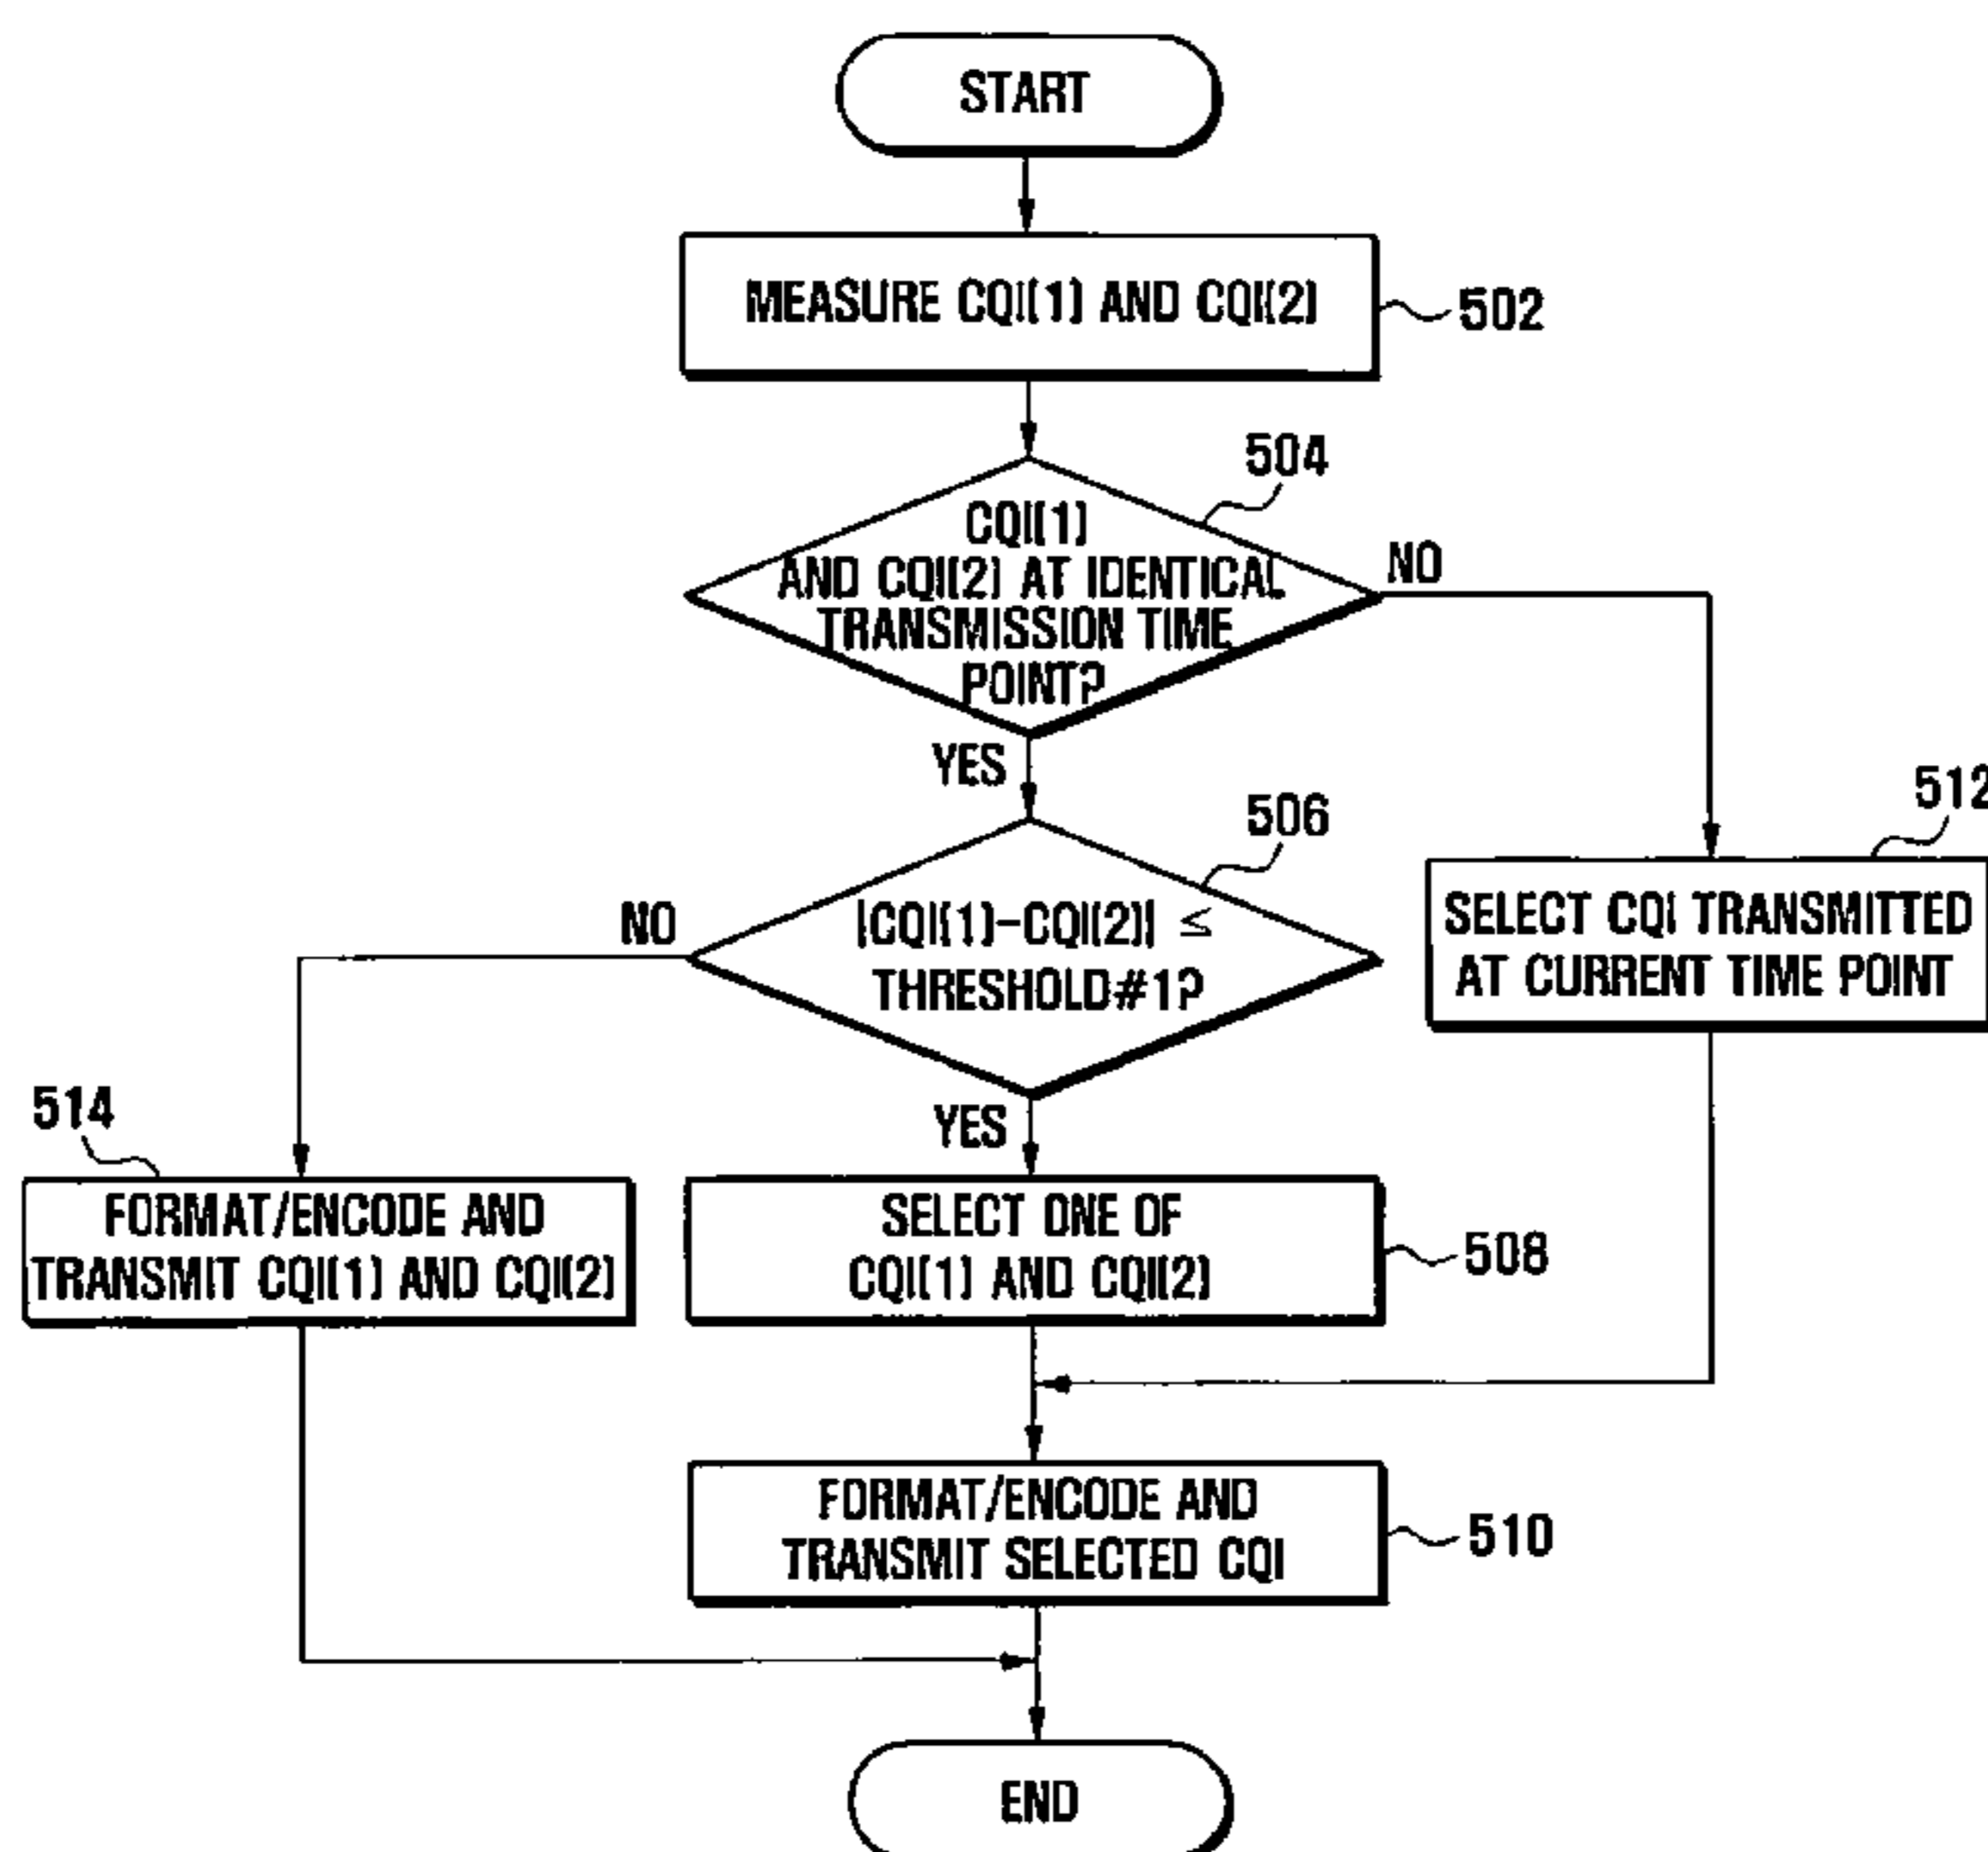 START
MEASURE CQI(1) AND CQI(2)
502
504
CQI(1)
AND CQI(2) AT IDENTICAL
TRANSMISSION TIME
POINT?
NO
YES
512
506
|CQI(1)-CQI(2)| ≤
THRESHOLD#1?
NO
SELECT CQI TRANSMITTED
AT CURRENT TIME POINT
YES
514
FORMAT/ENCODE AND
TRANSMIT CQI(1) AND CQI(2)
SELECT ONE OF
CQI(1) AND CQI(2)
508
FORMAT/ENCODE AND
TRANSMIT SELECTED CQI
510
END